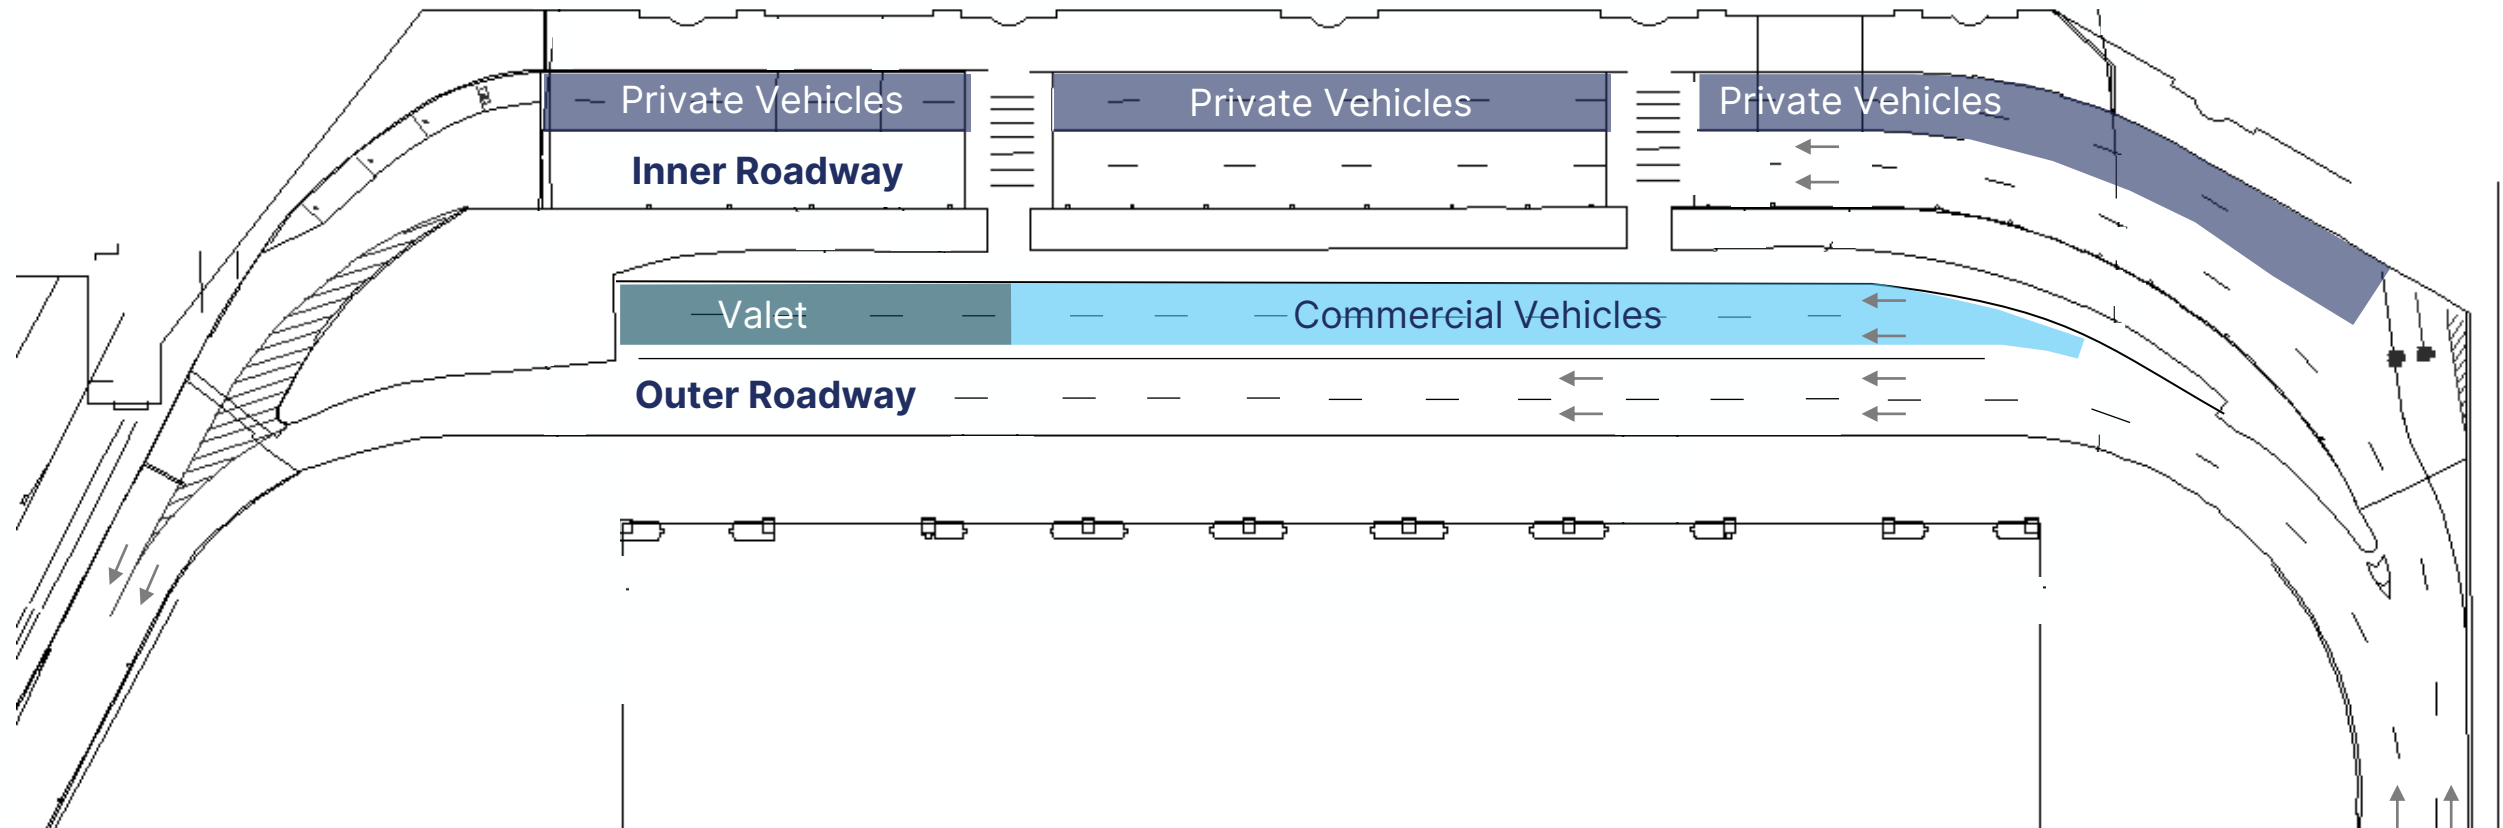 Private Vehicles
Private Vehicles
Private Vehicles
Inner Roadway
Valet
Commercial Vehicles
Outer Roadway